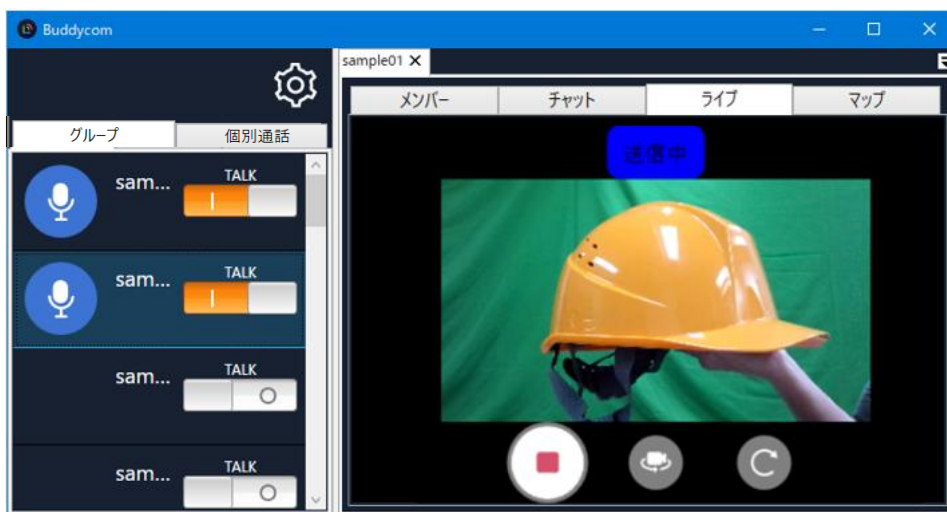 Buddycom
sample01
メンバー
チャット
ライブ
マップ
グループ
個別通話
送信中
sam...
TALK
sam...
TALK
sam...
TALK
sam...
TALK